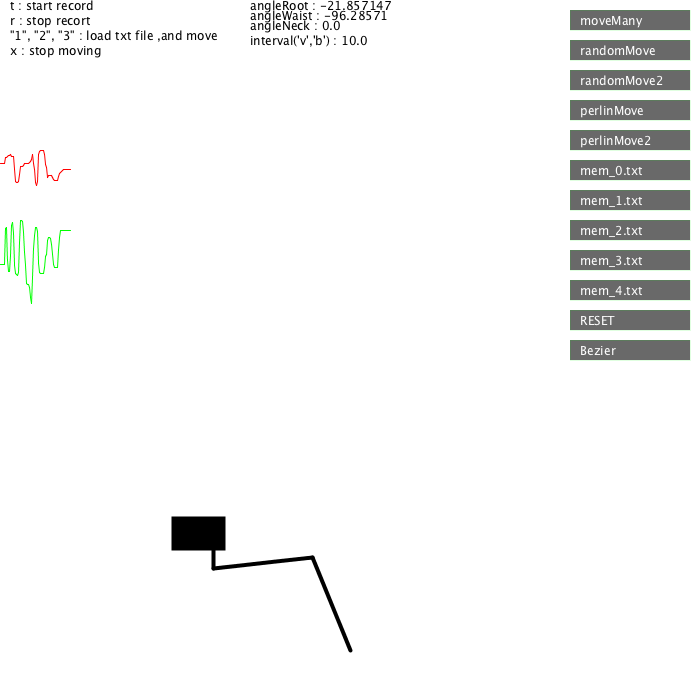 t : start record
r : stop recort
"1", "2", "3" : load txt file ,and move
x : stop moving
angleRoot : -21.857147
angleWaist : -96.28571
angleNeck : 0.0
interval('v','b') : 10.0
moveMany
randomMove
randomMove2
perlinMove
perlinMove2
mem_0.txt
mem_1.txt
mem_2.txt
mem_3.txt
mem_4.txt
RESET
Bezier